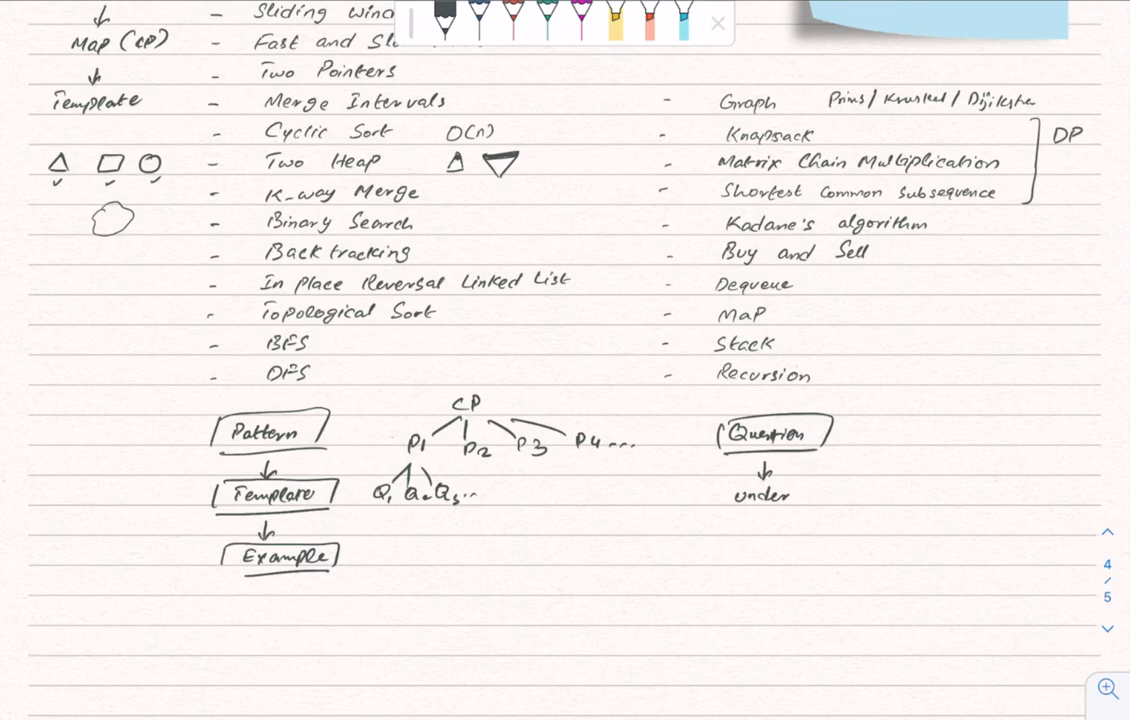 - Sliding
Map (CP) - Fast and
- Two Pointers
Template - Merge Intervals
- Cyclic Sort O(n)
- Two Heap
- K-way Merge
- Binary Search
- Back tracking
- In Place Reversal Linked List
- Topological Sort
- BFS
- DFS
- Graph Prims / Kruskel / Dijikstra
- Knapsack
- Matrix Chain Multiplication
- Shortest Common Subsequence
DP
- Kadane's algorithm
- Buy and Sell
- Dequeue
- Map
- Stack
- Recursion
Pattern
Template
Example
CP
P1 P2 P3 P4 ....
Q1 Q2 Q3 ..
Question
under
4
/
5